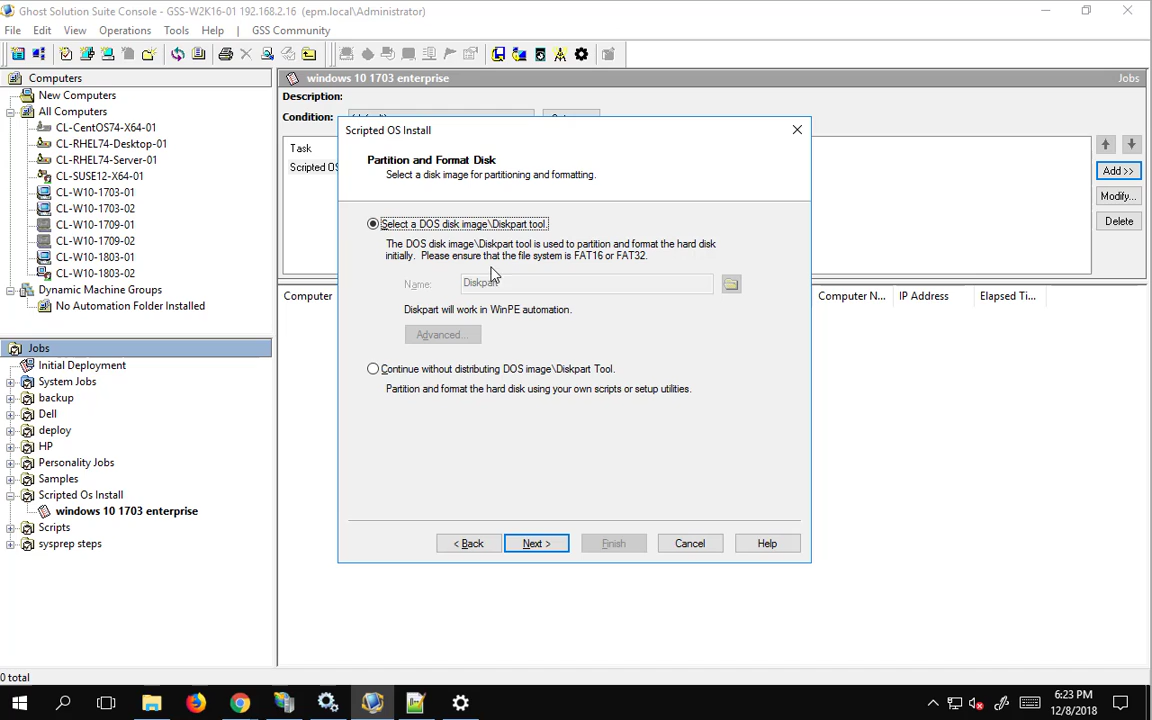 Ghost Solution Suite Console - GSS-W2K16-01 192.168.2.16 (epm.local\Administrator)
File Edit View Operations Tools Help GSS Community
Computers
New Computers
All Computers
CL-CentOS74-X64-01
CL-RHEL74-Desktop-01
CL-RHEL74-Server-01
CL-SUSE12-X64-01
CL-W10-1703-01
CL-W10-1703-02
CL-W10-1709-01
CL-W10-1709-02
CL-W10-1803-01
CL-W10-1803-02
Dynamic Machine Groups
No Automation Folder Installed
Jobs
Initial Deployment
System Jobs
backup
Dell
deploy
HP
Personality Jobs
Samples
Scripted Os Install
windows 10 1703 enterprise
Scripts
sysprep steps
windows 10 1703 enterprise Jobs
Description:
Condition:
Task
Scripted OS
Add >>
Modify...
Delete
Computer Computer N... IP Address Elapsed Ti...
Scripted OS Install
Partition and Format Disk
Select a disk image for partitioning and formatting.
Select a DOS disk image\Diskpart tool.
The DOS disk image\Diskpart tool is used to partition and format the hard disk
initially. Please ensure that the file system is FAT16 or FAT32.
Name: Diskpart
Diskpart will work in WinPE automation.
Advanced...
Continue without distributing DOS image\Diskpart Tool.
Partition and format the hard disk using your own scripts or setup utilities.
< Back Next > Finish Cancel Help
0 total
6:23 PM
12/8/2018